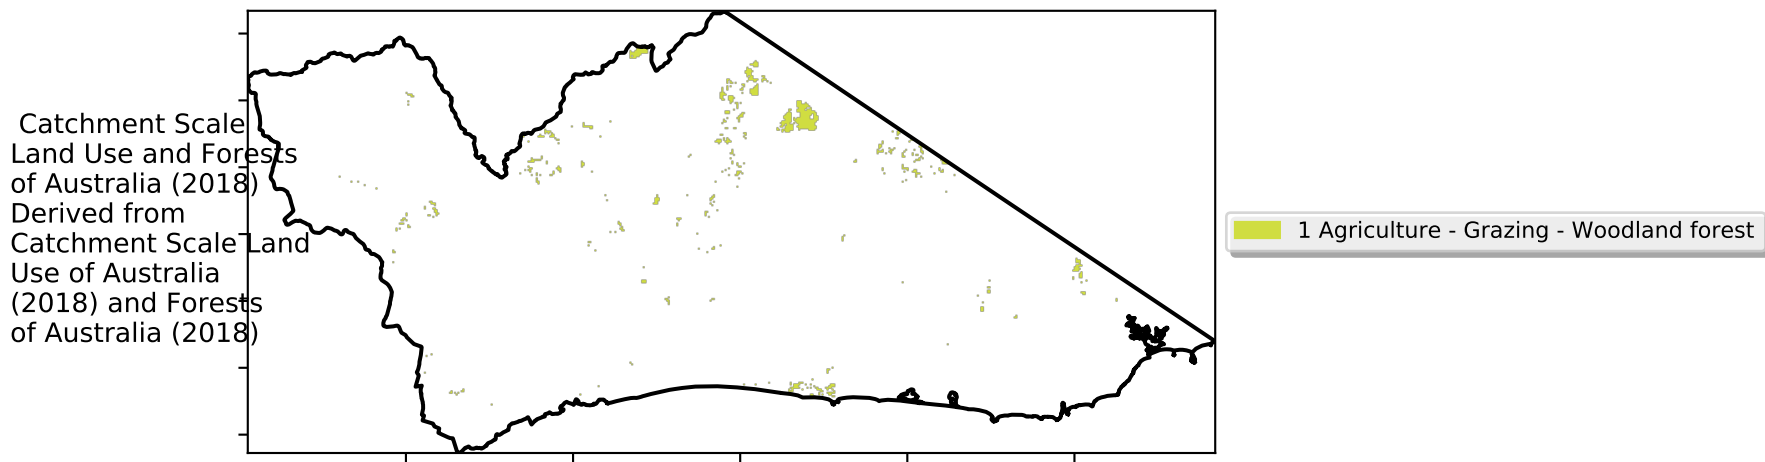 Catchment Scale
Land Use and Forests
of Australia (2018)
Derived from
Catchment Scale Land
Use of Australia
(2018) and Forests
of Australia (2018)
1 Agriculture - Grazing - Woodland forest